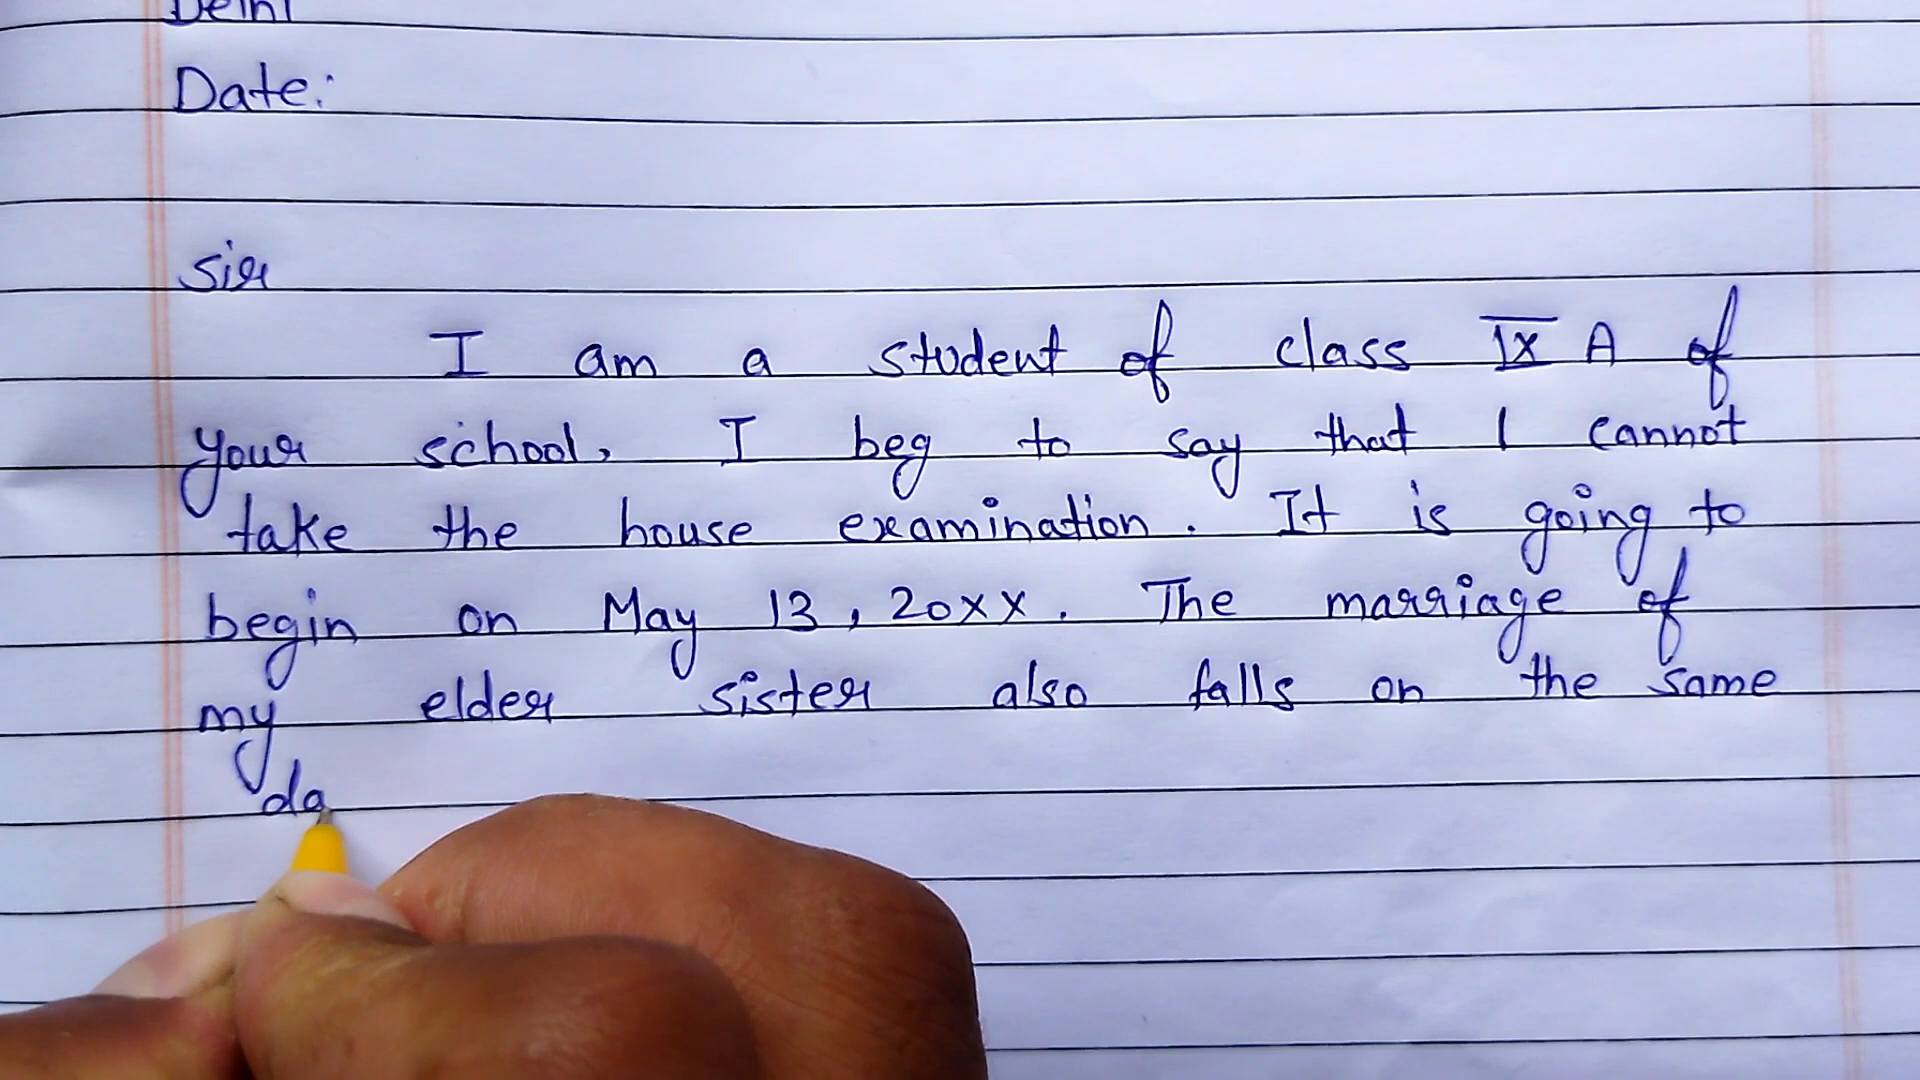 Delhi
Date:
Sir
I am a student of class IX A of
your school, I beg to say that I cannot
take the house examination. It is going to
begin on May 13, 20XX. The marriage of
my elder sister also falls on the same
da